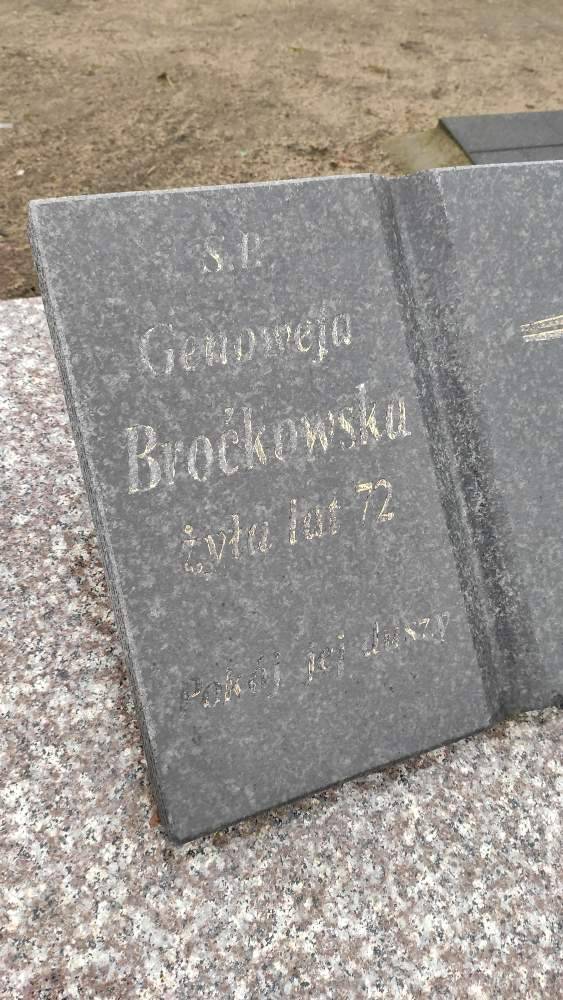 Ś.P.
Genowefa
Broćkowska
żyła lat 72
Pokój jej duszy